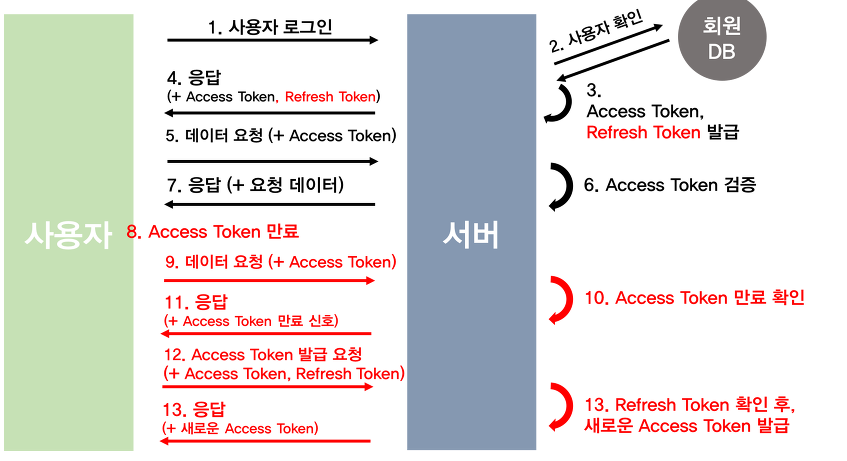 1. 사용자 로그인
2. 사용자 확인
회원
DB
3.
Access Token,
Refresh Token 발급
4. 응답
(+ Access Token, Refresh Token)
5. 데이터 요청 (+ Access Token)
6. Access Token 검증
7. 응답 (+ 요청 데이터)
사용자
서버
8. Access Token 만료
9. 데이터 요청 (+ Access Token)
10. Access Token 만료 확인
11. 응답
(+ Access Token 만료 신호)
12. Access Token 발급 요청
(+ Access Token, Refresh Token)
13. Refresh Token 확인 후,
새로운 Access Token 발급
13. 응답
(+ 새로운 Access Token)